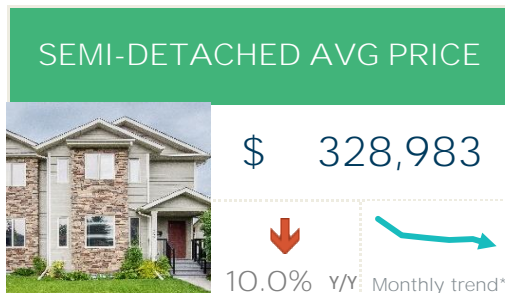 SEMI-DETACHED AVG PRICE
$ 328,983
10.0% Y/Y
Monthly trend*